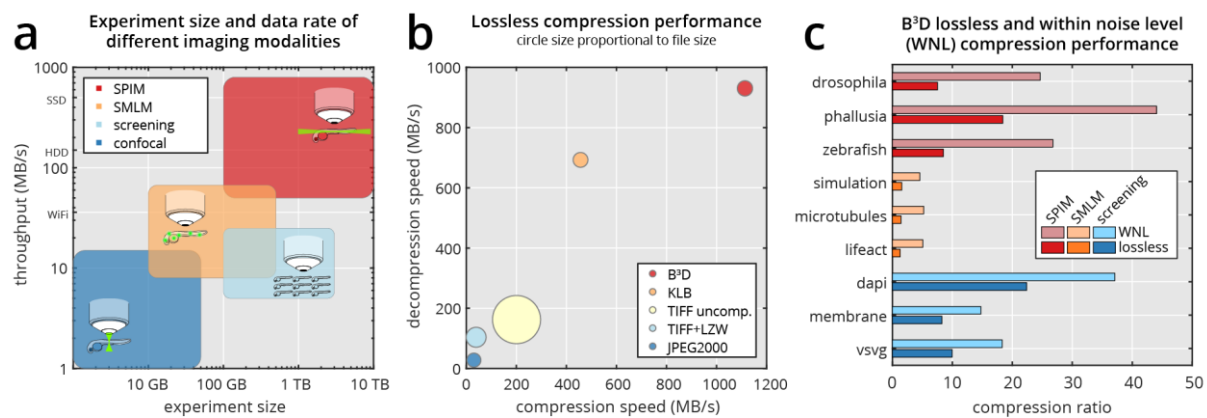 a
Experiment size and data rate of
different imaging modalities
throughput (MB/s)
1000
SSD
HDD
100
WiFi
10
1
SPIM
SMLM
screening
confocal
10 GB
100 GB
1 TB
10 TB
experiment size
b
Lossless compression performance
circle size proportional to file size
decompression speed (MB/s)
1000
800
600
400
200
0
B³D
KLB
TIFF uncomp.
TIFF+LZW
JPEG2000
0
200
400
600
800
1000
1200
compression speed (MB/s)
c
B³D lossless and within noise level
(WNL) compression performance
drosophila
phallusia
zebrafish
simulation
microtubules
lifeact
dapi
membrane
vsvg
SPIM
SMLM
screening
WNL
lossless
0
10
20
30
40
50
compression ratio